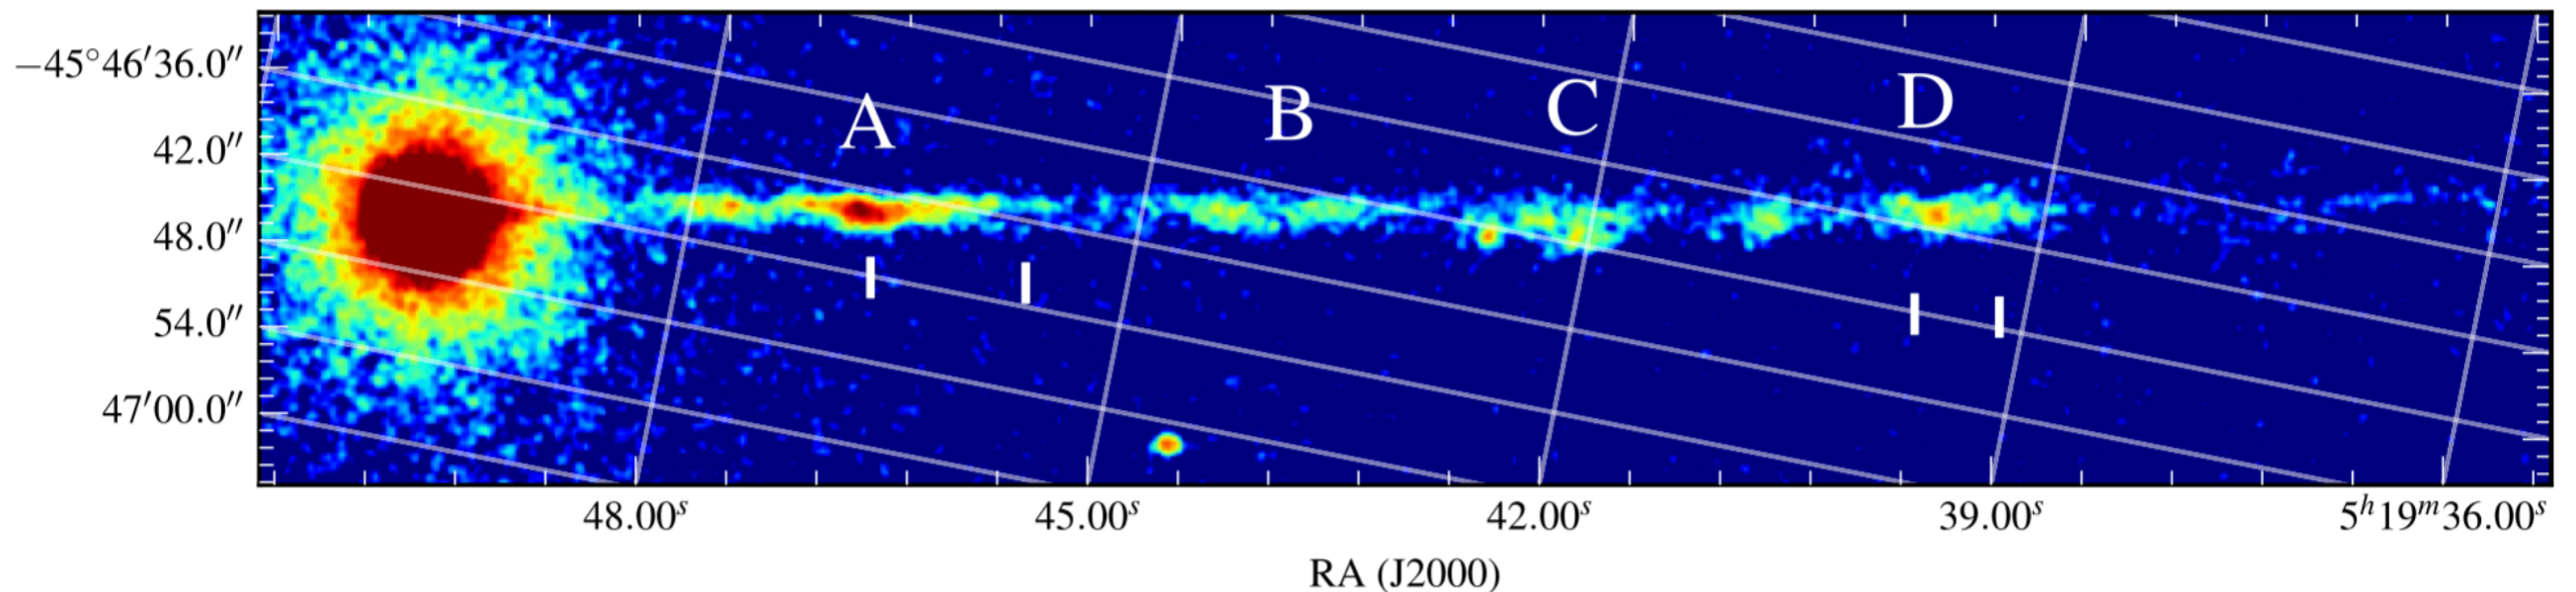 −45°46′36.0″
42.0″
48.0″
54.0″
47′00.0″
A
B
C
D
48.00ˢ
45.00ˢ
42.00ˢ
39.00ˢ
5ʰ19ᵐ36.00ˢ
RA (J2000)